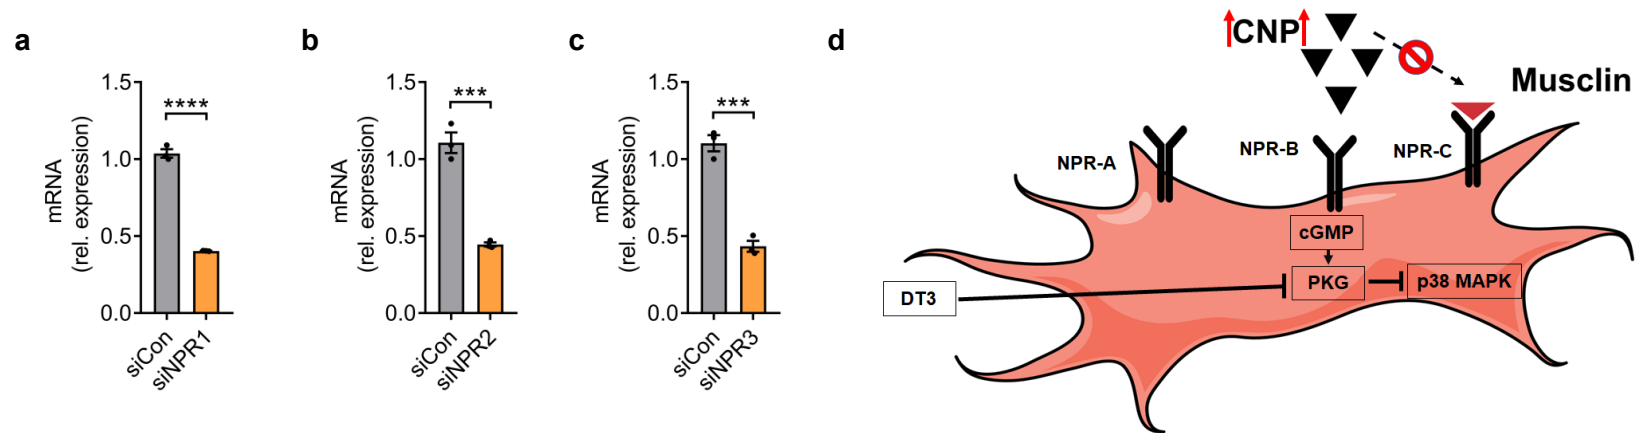 a
1.5
1.0
0.5
0.0
mRNA
(rel. expression)
****
siCon
siNPR1
b
1.5
1.0
0.5
0.0
mRNA
(rel. expression)
***
siCon
siNPR2
c
1.5
1.0
0.5
0.0
mRNA
(rel. expression)
***
siCon
siNPR3
d
CNP
Musclin
NPR-A
NPR-B
NPR-C
cGMP
PKG
p38 MAPK
DT3